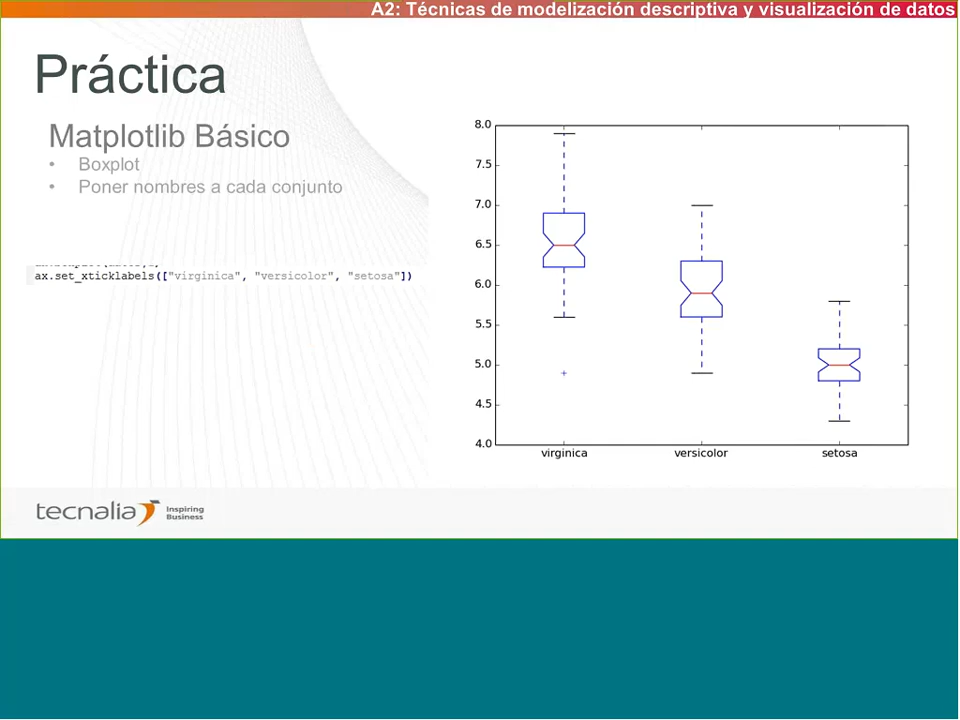 A2: Técnicas de modelización descriptiva y visualización de datos
Práctica
Matplotlib Básico
• Boxplot
• Poner nombres a cada conjunto
ax.set_xticklabels(["virginica", "versicolor", "setosa"])
8.0
7.5
7.0
6.5
6.0
5.5
5.0
4.5
4.0
virginica versicolor setosa
tecnalia Inspiring
Business